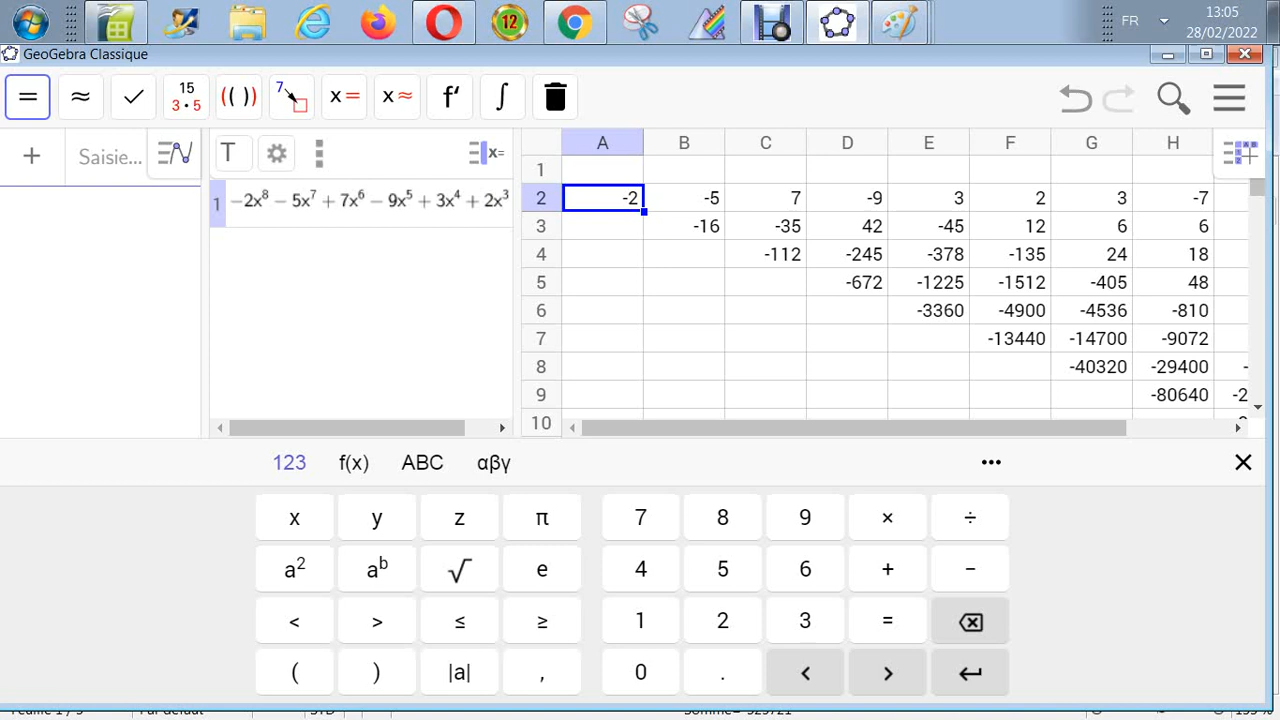 12
FR
13:05
28/02/2022
GeoGebra Classique
= ≈ ✓ 15 3 • 5 (( )) 7 x = x ≈ f' ∫
+ Saisie... T x=
1 −2x⁸ − 5x⁷ + 7x⁶ − 9x⁵ + 3x⁴ + 2x³
A B C D E F G H
1
2 -2 -5 7 -9 3 2 3 -7
3 -16 -35 42 -45 12 6 6
4 -112 -245 -378 -135 24 18
5 -672 -1225 -1512 -405 48
6 -3360 -4900 -4536 -810
7 -13440 -14700 -9072
8 -40320 -29400 -
9 -80640 -2
10
123 f(x) ABC αβγ ••• ✕
x y z π 7 8 9 × ÷
a² aᵇ √ e 4 5 6 + −
< > ≤ ≥ 1 2 3 =
( ) |a| , 0 . < >